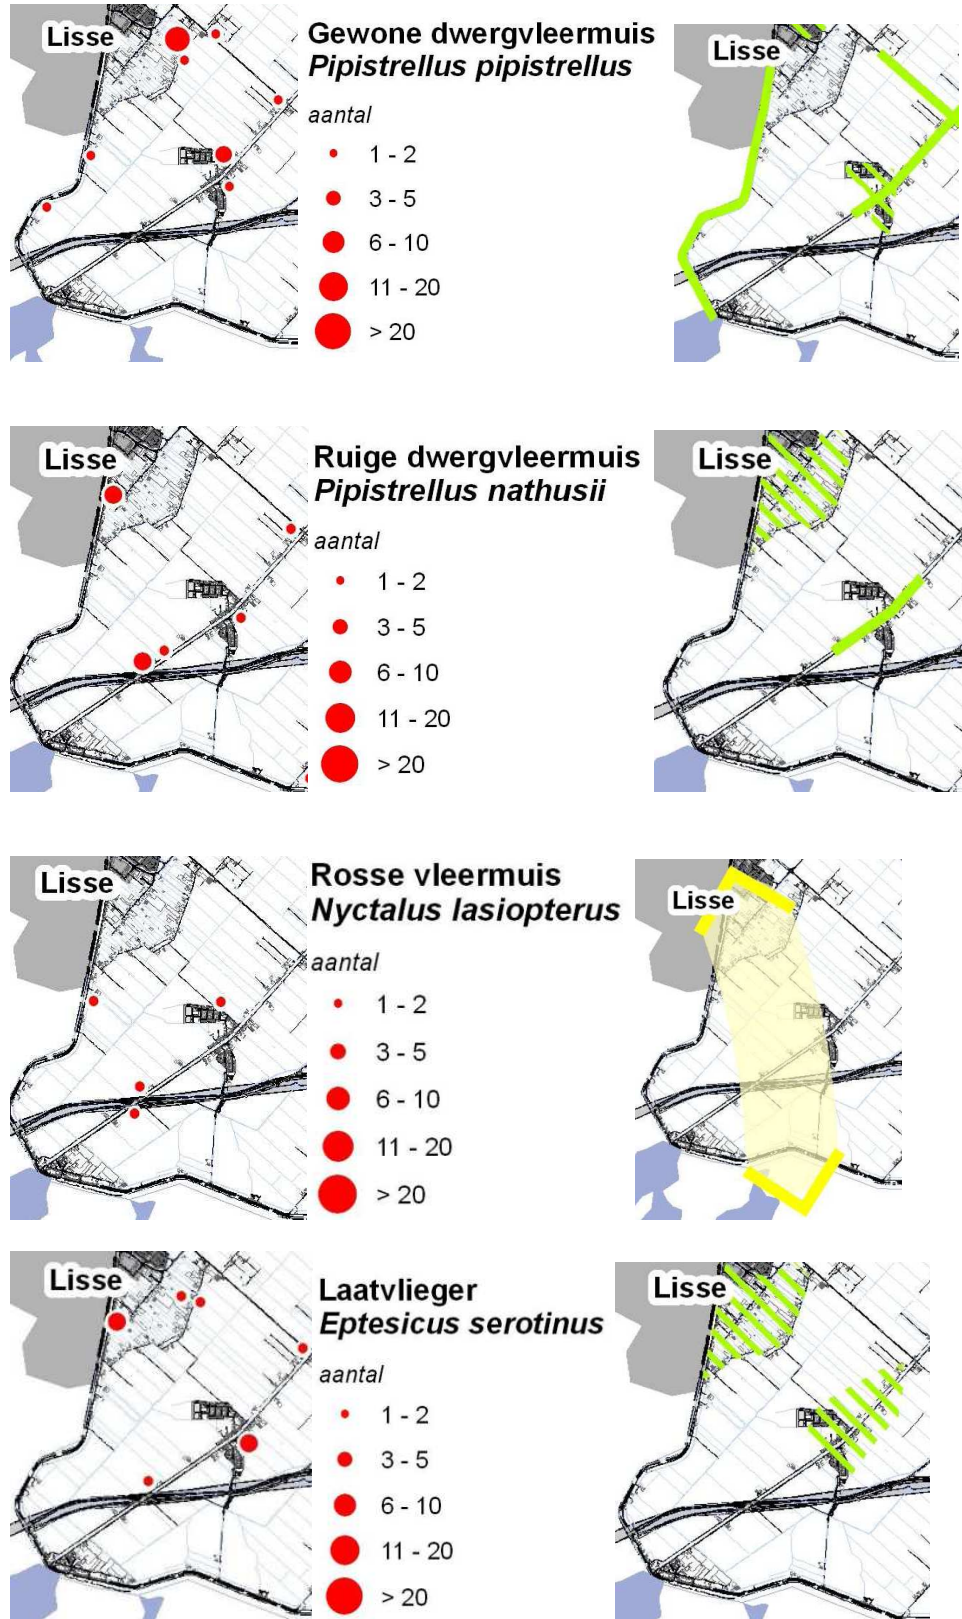 Lisse
Gewone dwergvleermuis
Pipistrellus pipistrellus
aantal
1 - 2
3 - 5
6 - 10
11 - 20
> 20
Lisse
Lisse
Ruige dwergvleermuis
Pipistrellus nathusii
aantal
1 - 2
3 - 5
6 - 10
11 - 20
> 20
Lisse
Lisse
Rosse vleermuis
Nyctalus lasiopterus
aantal
1 - 2
3 - 5
6 - 10
11 - 20
> 20
Lisse
Lisse
Laatvlieger
Eptesicus serotinus
aantal
1 - 2
3 - 5
6 - 10
11 - 20
> 20
Lisse